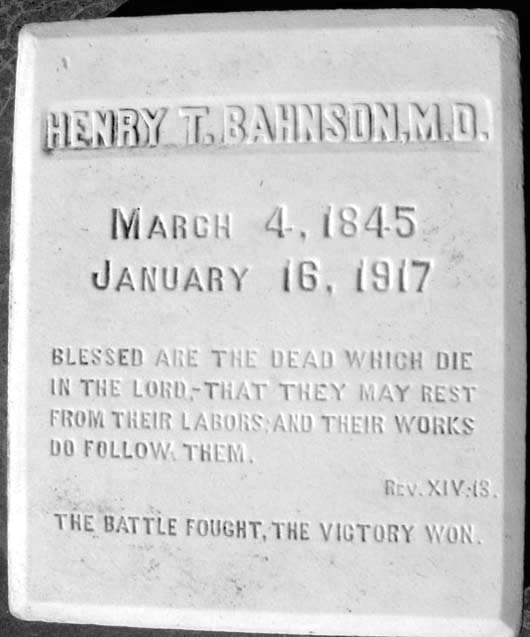 HENRY T. BAHNSON, M.D.
MARCH 4, 1845
JANUARY 16, 1917
BLESSED ARE THE DEAD WHICH DIE
IN THE LORD,-THAT THEY MAY REST
FROM THEIR LABORS; AND THEIR WORKS
DO FOLLOW. THEM.
REV. XIV:13.
THE BATTLE FOUGHT, THE VICTORY WON.